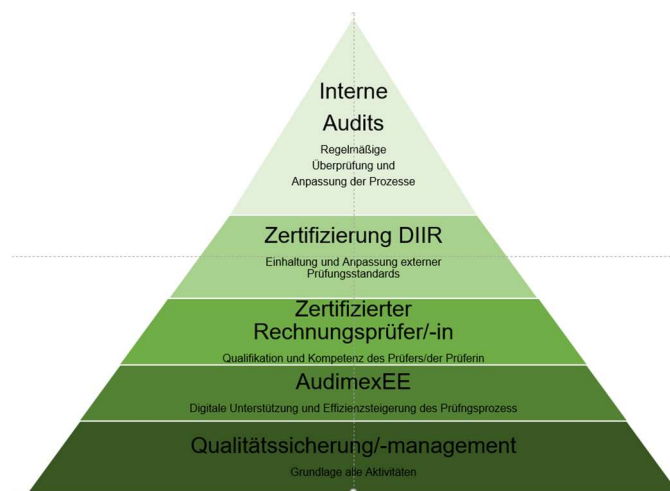 Interne
Audits
Regelmäßige
Überprüfung und
Anpassung der Prozesse
Zertifizierung DIIR
Einhaltung und Anpassung externer
Prüfungsstandards
Zertifizierter
Rechnungsprüfer/-in
Qualifikation und Kompetenz des Prüfers/der Prüferin
AudimexEE
Digitale Unterstützung und Effizienzsteigerung des Prüfngsprozess
Qualitätssicherung/-management
Grundlage alle Aktivitäten